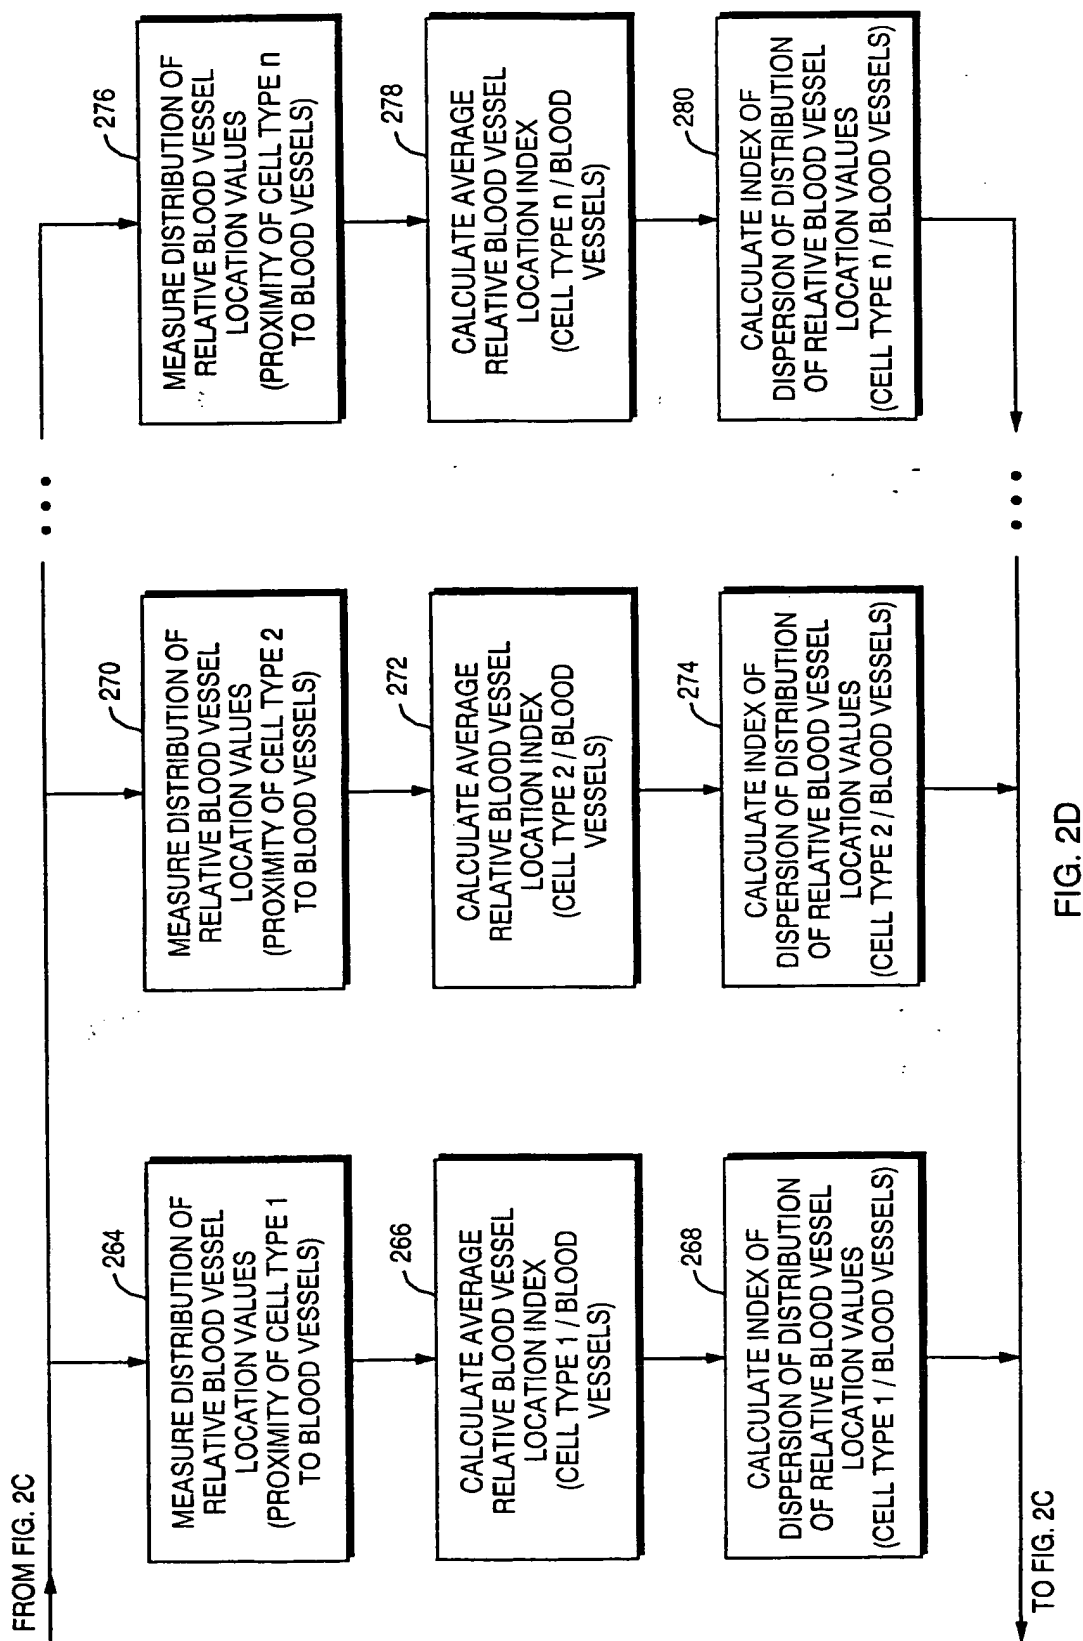 FROM FIG. 2C
264
MEASURE DISTRIBUTION OF
RELATIVE BLOOD VESSEL
LOCATION VALUES
(PROXIMITY OF CELL TYPE 1
TO BLOOD VESSELS)
266
CALCULATE AVERAGE
RELATIVE BLOOD VESSEL
LOCATION INDEX
(CELL TYPE 1 / BLOOD
VESSELS)
268
CALCULATE INDEX OF
DISPERSION OF DISTRIBUTION
OF RELATIVE BLOOD VESSEL
LOCATION VALUES
(CELL TYPE 1 / BLOOD VESSELS)
270
MEASURE DISTRIBUTION OF
RELATIVE BLOOD VESSEL
LOCATION VALUES
(PROXIMITY OF CELL TYPE 2
TO BLOOD VESSELS)
272
CALCULATE AVERAGE
RELATIVE BLOOD VESSEL
LOCATION INDEX
(CELL TYPE 2 / BLOOD
VESSELS)
274
CALCULATE INDEX OF
DISPERSION OF DISTRIBUTION
OF RELATIVE BLOOD VESSEL
LOCATION VALUES
(CELL TYPE 2 / BLOOD VESSELS)
• • •
276
MEASURE DISTRIBUTION OF
RELATIVE BLOOD VESSEL
LOCATION VALUES
(PROXIMITY OF CELL TYPE n
TO BLOOD VESSELS)
278
CALCULATE AVERAGE
RELATIVE BLOOD VESSEL
LOCATION INDEX
(CELL TYPE n / BLOOD
VESSELS)
280
CALCULATE INDEX OF
DISPERSION OF DISTRIBUTION
OF RELATIVE BLOOD VESSEL
LOCATION VALUES
(CELL TYPE n / BLOOD VESSELS)
• • •
TO FIG. 2C
FIG. 2D